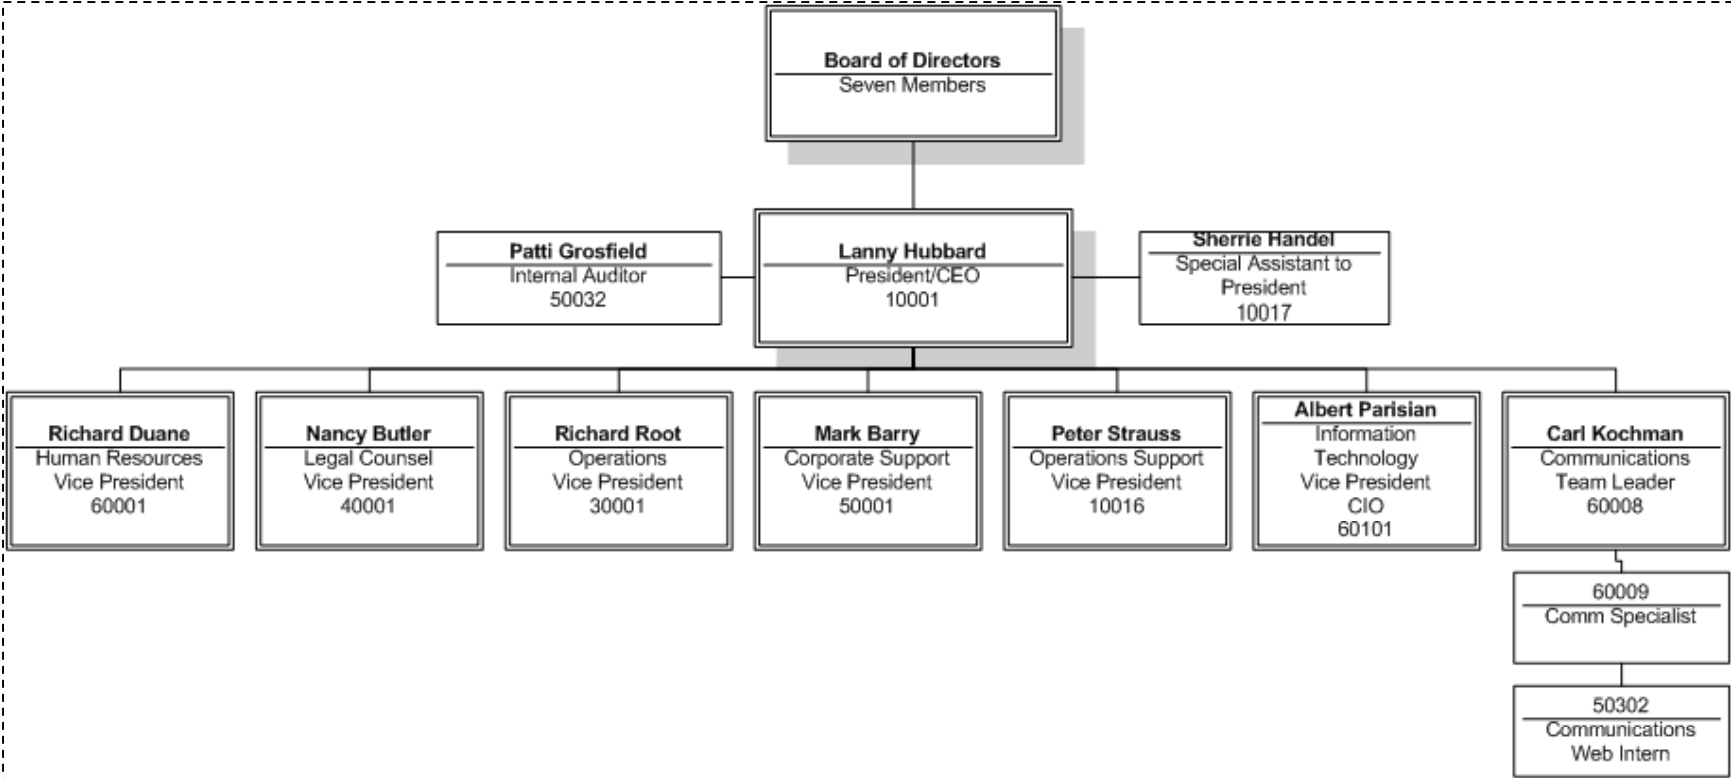 Board of Directors
Seven Members
Patti Grosfield
Internal Auditor
50032
Lanny Hubbard
President/CEO
10001
Sherrie Handel
Special Assistant to
President
10017
Richard Duane
Human Resources
Vice President
60001
Nancy Butler
Legal Counsel
Vice President
40001
Richard Root
Operations
Vice President
30001
Mark Barry
Corporate Support
Vice President
50001
Peter Strauss
Operations Support
Vice President
10016
Albert Parisian
Information
Technology
Vice President
CIO
60101
Carl Kochman
Communications
Team Leader
60008
60009
Comm Specialist
50302
Communications
Web Intern